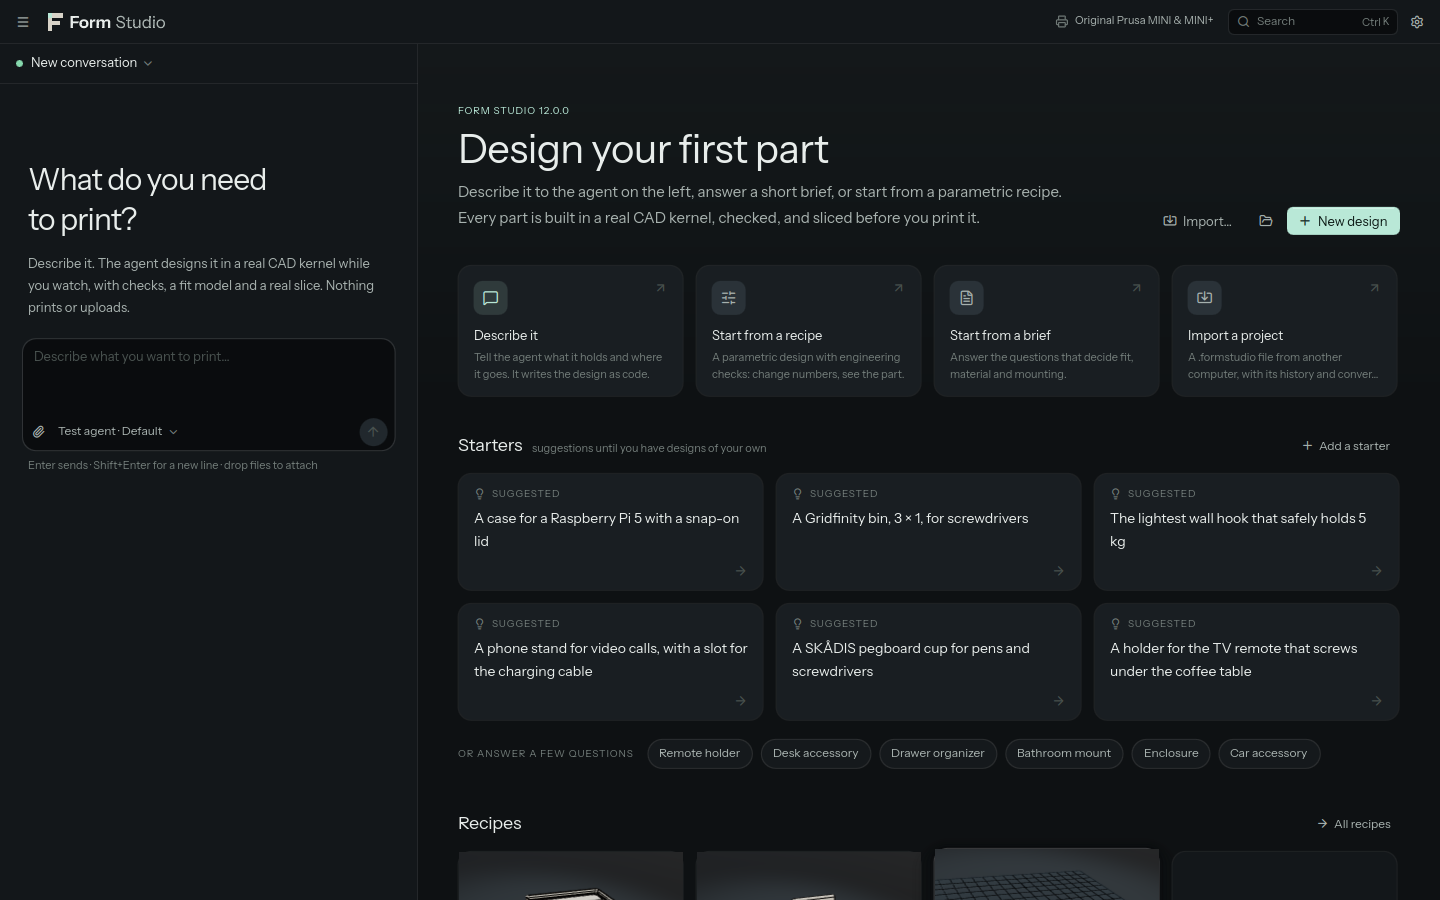 Form Studio
Original Prusa MINI & MINI+
Search
Ctrl K
New conversation
What do you need
to print?
Describe it. The agent designs it in a real CAD kernel while
you watch, with checks, a fit model and a real slice. Nothing
prints or uploads.
Describe what you want to print...
Test agent · Default
Enter sends · Shift+Enter for a new line · drop files to attach
FORM STUDIO 12.0.0
Design your first part
Describe it to the agent on the left, answer a short brief, or start from a parametric recipe.
Every part is built in a real CAD kernel, checked, and sliced before you print it.
Import...
New design
Describe it
Tell the agent what it holds and where
it goes. It writes the design as code.
Start from a recipe
A parametric design with engineering
checks: change numbers, see the part.
Start from a brief
Answer the questions that decide fit,
material and mounting.
Import a project
A .formstudio file from another
computer, with its history and conver...
Starters
suggestions until you have designs of your own
Add a starter
SUGGESTED
A case for a Raspberry Pi 5 with a snap-on
lid
SUGGESTED
A Gridfinity bin, 3 × 1, for screwdrivers
SUGGESTED
The lightest wall hook that safely holds 5
kg
SUGGESTED
A phone stand for video calls, with a slot for
the charging cable
SUGGESTED
A SKÅDIS pegboard cup for pens and
screwdrivers
SUGGESTED
A holder for the TV remote that screws
under the coffee table
OR ANSWER A FEW QUESTIONS
Remote holder
Desk accessory
Drawer organizer
Bathroom mount
Enclosure
Car accessory
Recipes
All recipes